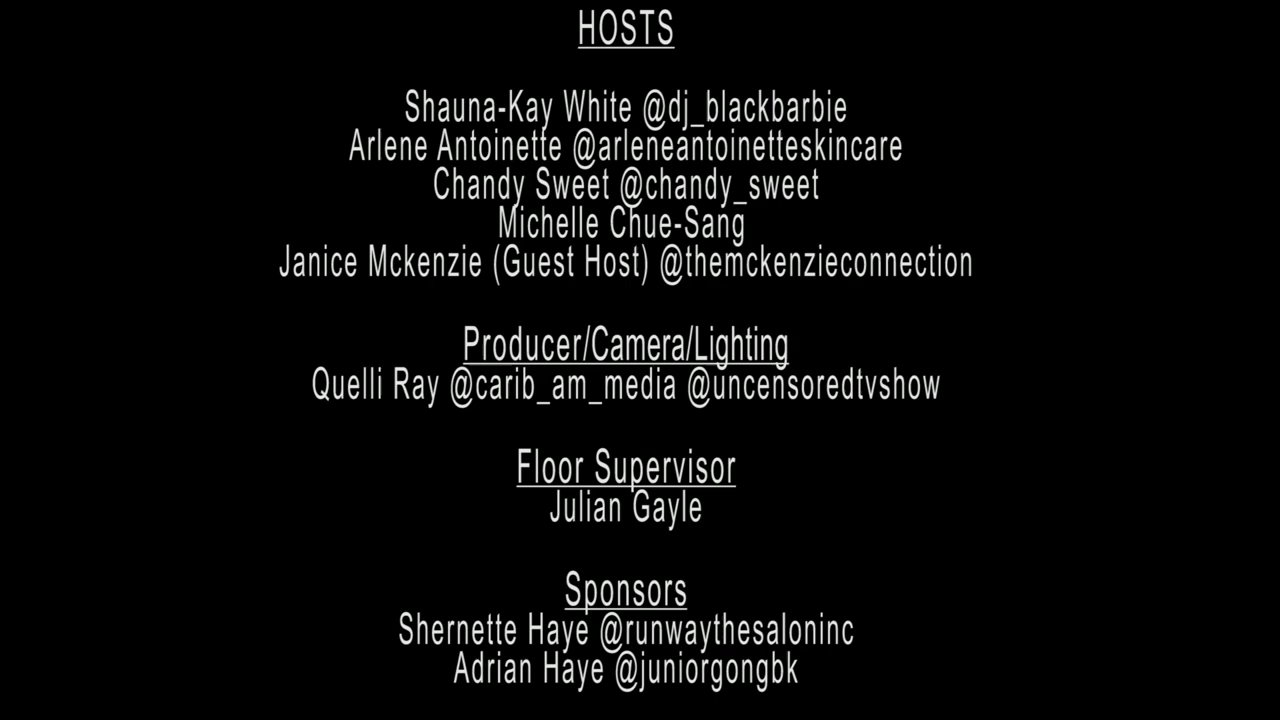 HOSTS
Shauna-Kay White @dj_blackbarbie
Arlene Antoinette @arleneantoinetteskincare
Chandy Sweet @chandy_sweet
Michelle Chue-Sang
Janice Mckenzie (Guest Host) @themckenzieconnection
Producer/Camera/Lighting
Quelli Ray @carib_am_media @uncensoredtvshow
Floor Supervisor
Julian Gayle
Sponsors
Shernette Haye @runwaythesaloninc
Adrian Haye @juniorgongbk